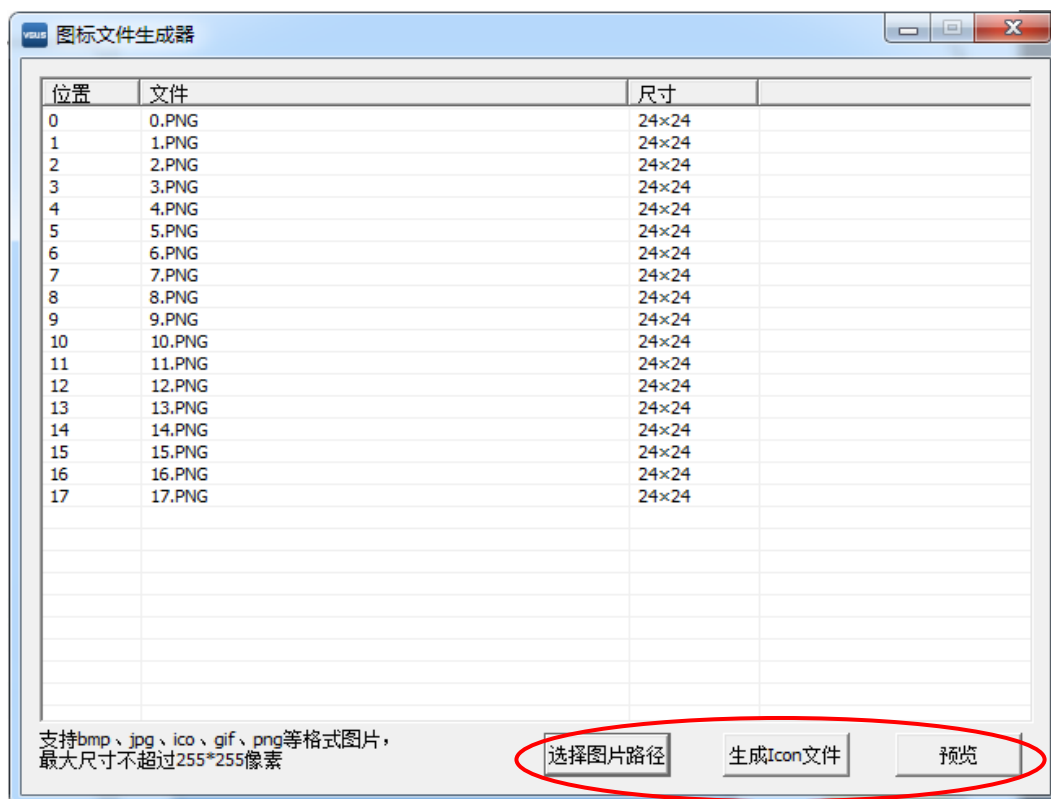 VGUS 图标文件生成器
位置 文件 尺寸
0 0.PNG 24×24
1 1.PNG 24×24
2 2.PNG 24×24
3 3.PNG 24×24
4 4.PNG 24×24
5 5.PNG 24×24
6 6.PNG 24×24
7 7.PNG 24×24
8 8.PNG 24×24
9 9.PNG 24×24
10 10.PNG 24×24
11 11.PNG 24×24
12 12.PNG 24×24
13 13.PNG 24×24
14 14.PNG 24×24
15 15.PNG 24×24
16 16.PNG 24×24
17 17.PNG 24×24
支持bmp、jpg、ico、gif、png等格式图片，
最大尺寸不超过255*255像素
选择图片路径 生成Icon文件 预览